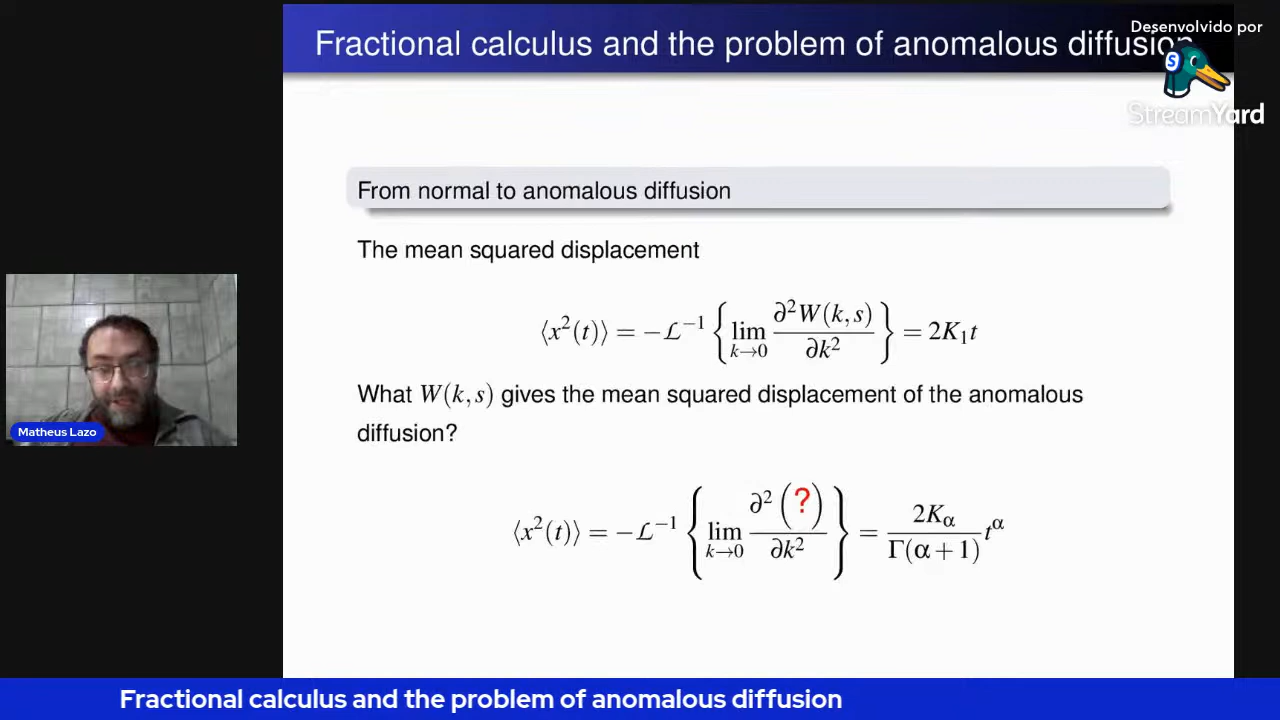 Fractional calculus and the problem of anomalous diffusion
Desenvolvido por
StreamYard
From normal to anomalous diffusion
The mean squared displacement
⟨x²(t)⟩ = −ℒ⁻¹ { lim_{k→0} ∂²W(k,s) / ∂k² } = 2K₁t
What W(k,s) gives the mean squared displacement of the anomalous
diffusion?
⟨x²(t)⟩ = −ℒ⁻¹ { lim_{k→0} ∂²(?) / ∂k² } = 2K_α / Γ(α+1) t^α
Matheus Lazo
Fractional calculus and the problem of anomalous diffusion